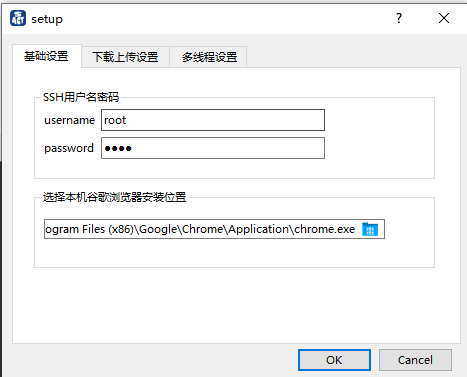 setup
?
基础设置
下载上传设置
多线程设置
SSH用户名密码
username root
password ●●●●
选择本机谷歌浏览器安装位置
ogram Files (x86)\Google\Chrome\Application\chrome.exe
OK
Cancel